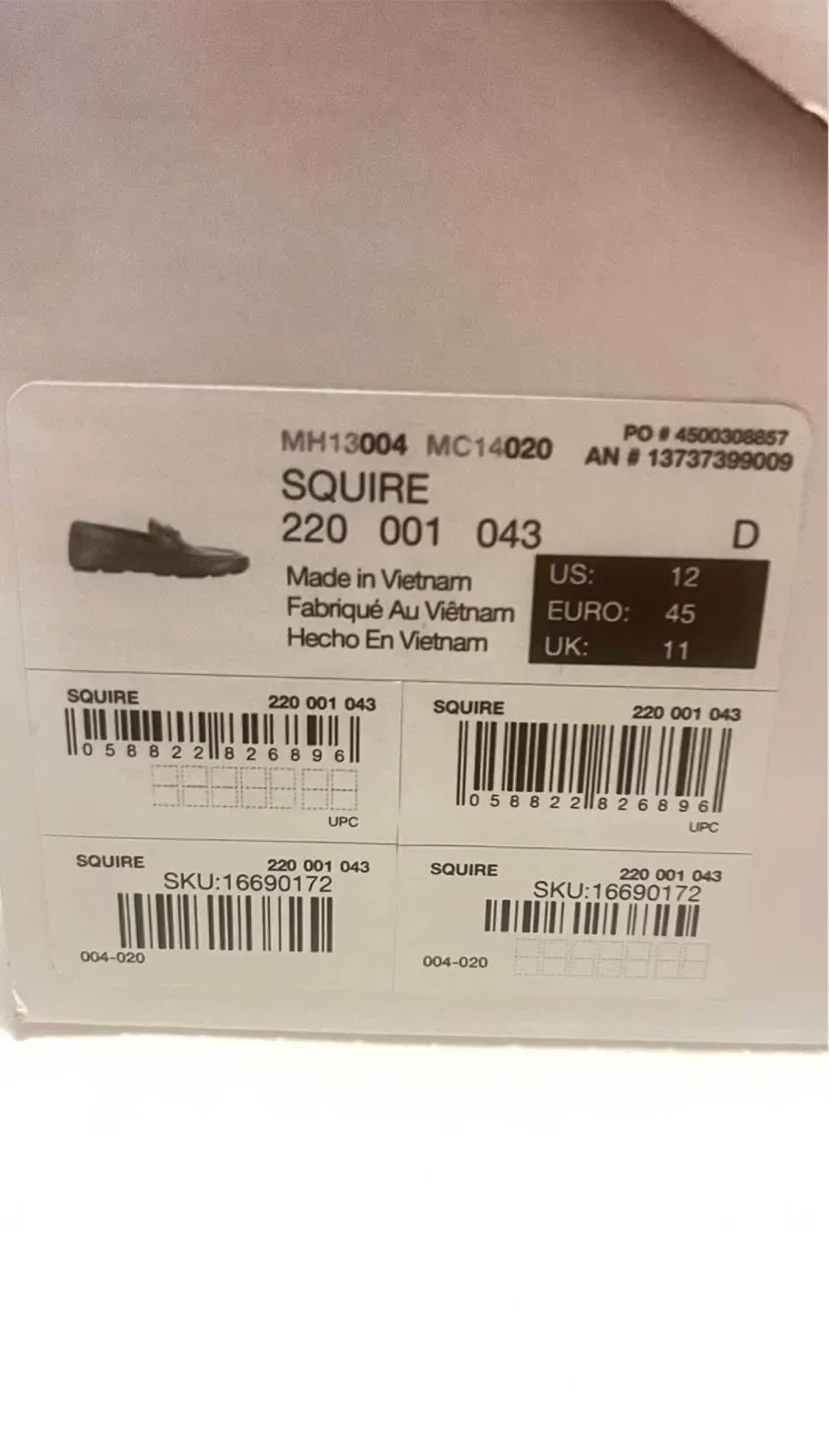 MH13004 MC14020
PO # 4500308857
AN # 13737399009
SQUIRE
220 001 043 D
Made in Vietnam
Fabriqué Au Viêtnam
Hecho En Vietnam
US: 12
EURO: 45
UK: 11
SQUIRE 220 001 043
0 58822 82689 6
UPC
SQUIRE 220 001 043
0 58822 82689 6
UPC
SQUIRE 220 001 043
SKU:16690172
004-020
SQUIRE 220 001 043
SKU:16690172
004-020